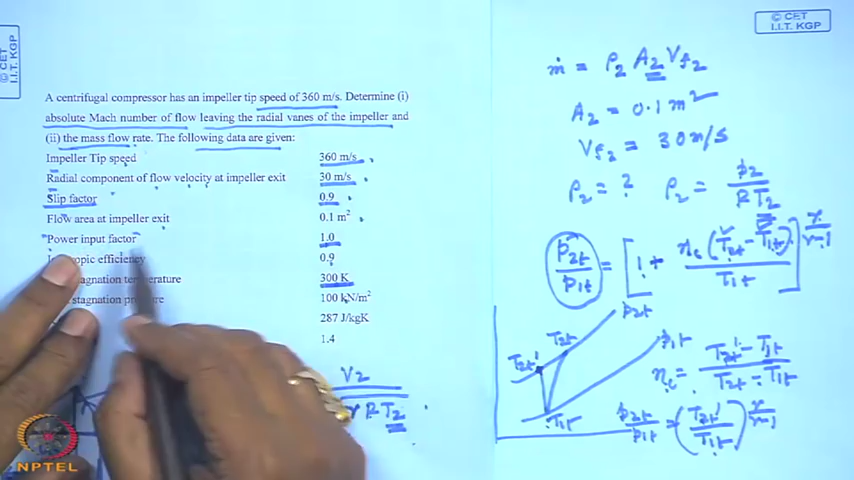 © CET
I.I.T. KGP
A centrifugal compressor has an impeller tip speed of 360 m/s. Determine (i)
absolute Mach number of flow leaving the radial vanes of the impeller and
(ii) the mass flow rate. The following data are given:
Impeller Tip speed 360 m/s
Radial component of flow velocity at impeller exit 30 m/s
Slip factor 0.9
Flow area at impeller exit 0.1 m²
Power input factor 1.0
efficiency 0.9
stagnation temperature 300 K
stagnation 100 kN/m²
287 J/kgK
1.4
V2
γ R T2
NPTEL
© CET
I.I.T. KGP
ṁ = ρ2 A2 Vf2
A2 = 0.1 m²
Vf2 = 30 m/s
ρ2 = ? ρ2 = p2 / R T2
p2t / p1t = [ 1 + ηc (T2t - T1t) / T1t ]^γ/γ-1
p2t
T2t
p1t
T2t'
T1t
ηc = T2t' - T1t / T2t - T1t
p2t / p1t = (T2t' / T1t)^γ/γ-1